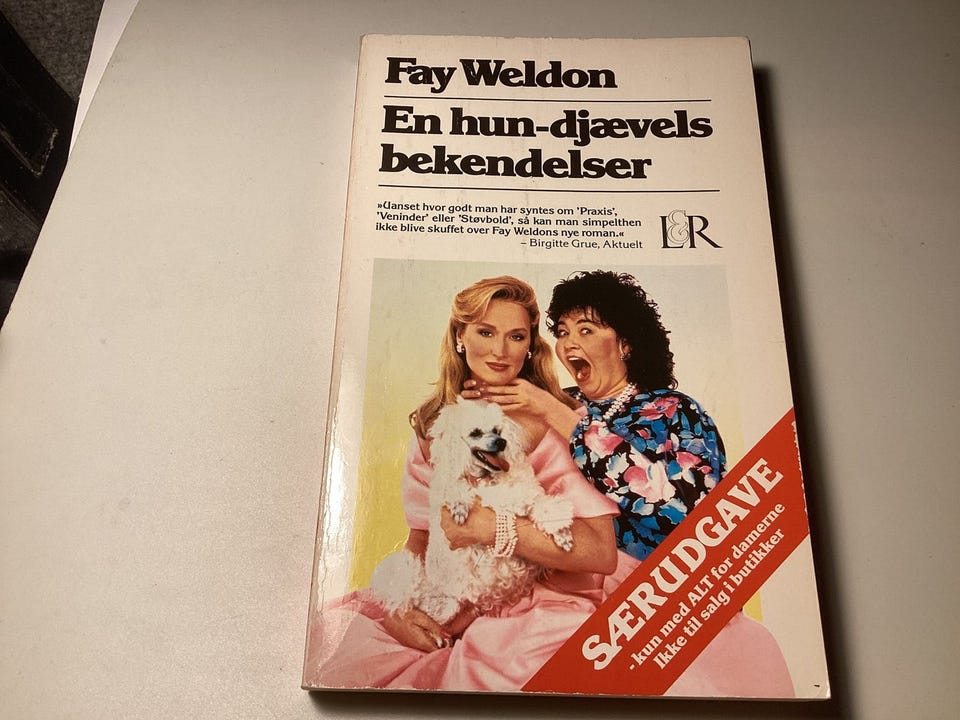 Fay Weldon
En hun-djævels
bekendelser
»Uanset hvor godt man har syntes om 'Praxis',
'Veninder' eller 'Støvbold', så kan man simpelthen
ikke blive skuffet over Fay Weldons nye roman.«
– Birgitte Grue, Aktuelt
L&R
SÆRUDGAVE
- kun med ALT for damerne
Ikke til salg i butikker